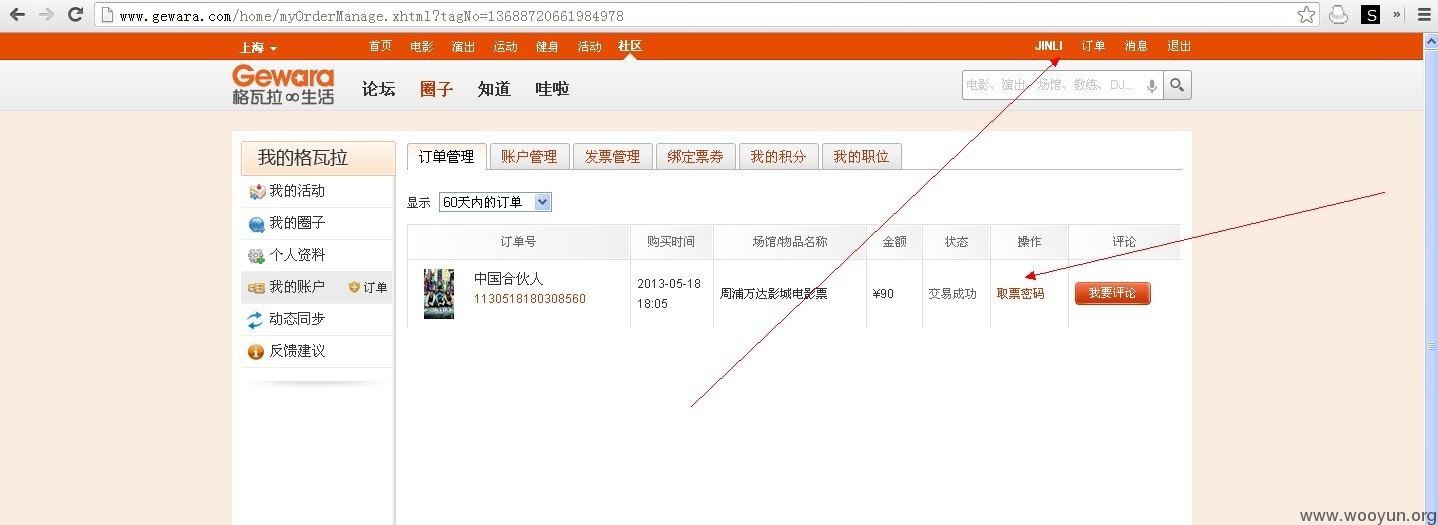 www.gewara.com/home/myOrderManage.xhtml?tagNo=13688720661984978
S »
上海 首页 电影 演出 运动 健身 活动 社区 JINLI 订单 消息 退出
Gewara
格瓦拉∞生活
论坛 圈子 知道 哇啦
电影、演出、场馆、教练、DJ...
我的格瓦拉
我的活动
我的圈子
个人资料
我的账户 订单
动态同步
反馈建议
订单管理 账户管理 发票管理 绑定票券 我的积分 我的职位
显示 60天内的订单
订单号 购买时间 场馆/物品名称 金额 状态 操作 评论
中国合伙人
1130518180308560
2013-05-18
18:05
周浦万达影城电影票 ¥90 交易成功 取票密码 我要评论
www.wooyun.org